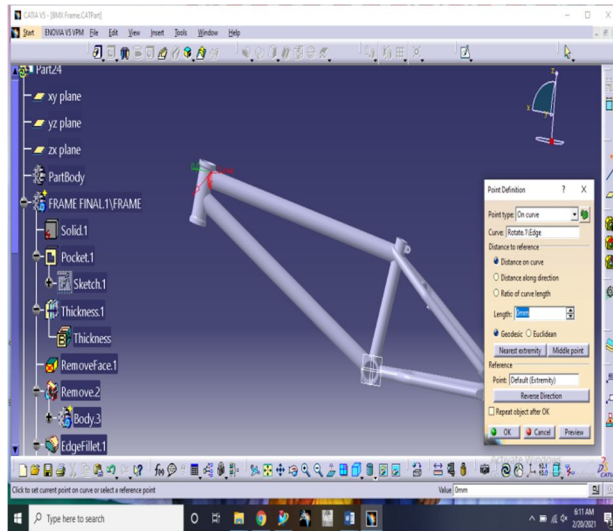 CATIA V5 - [BMX Frame.CATPart]
Start ENOVIA V5 VPM File Edit View Insert Tools Window Help
Part24
xy plane
yz plane
zx plane
PartBody
FRAME FINAL.1\FRAME
Solid.1
Pocket.1
Sketch.1
Thickness.1
Thickness
RemoveFace.1
Remove.2
Body.3
EdgeFillet.1
Point Definition ? X
Point type: On curve
Curve: Rotate.7\Edge
Distance to reference
Distance on curve
Distance along direction
Ratio of curve length
Length: 0mm
Geodesic Euclidean
Nearest extremity Middle point
Reference
Point: Default (Extremity)
Reverse Direction
Repeat object after OK
OK Cancel Preview
Activate Windows
Click to set current point on curve or select a reference point
Value 0mm
Type here to search
6:11 AM